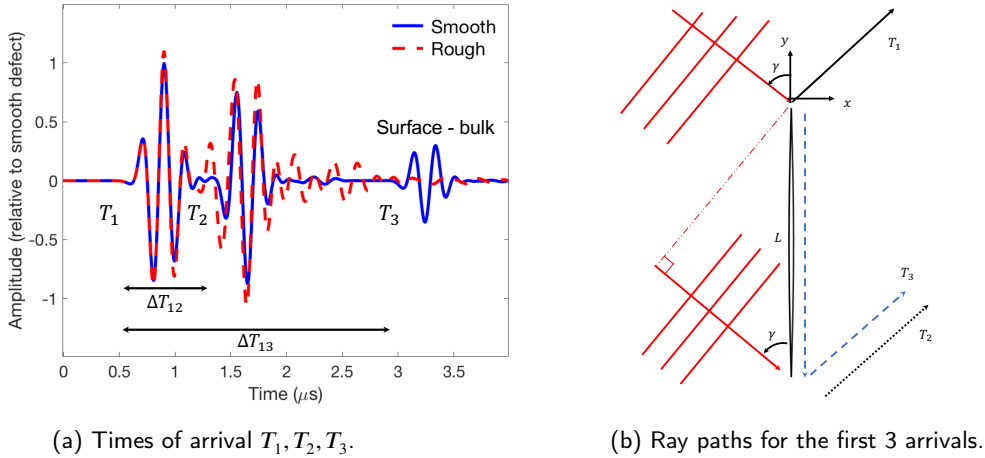 Amplitude (relative to smooth defect)
1
0.5
0
-0.5
-1
Smooth
Rough
Surface - bulk
T₁
T₂
T₃
ΔT₁₂
ΔT₁₃
0 0.5 1 1.5 2 2.5 3 3.5
Time (μs)
(a) Times of arrival T₁, T₂, T₃.
y
T₁
γ
x
L
T₃
γ
T₂
(b) Ray paths for the first 3 arrivals.